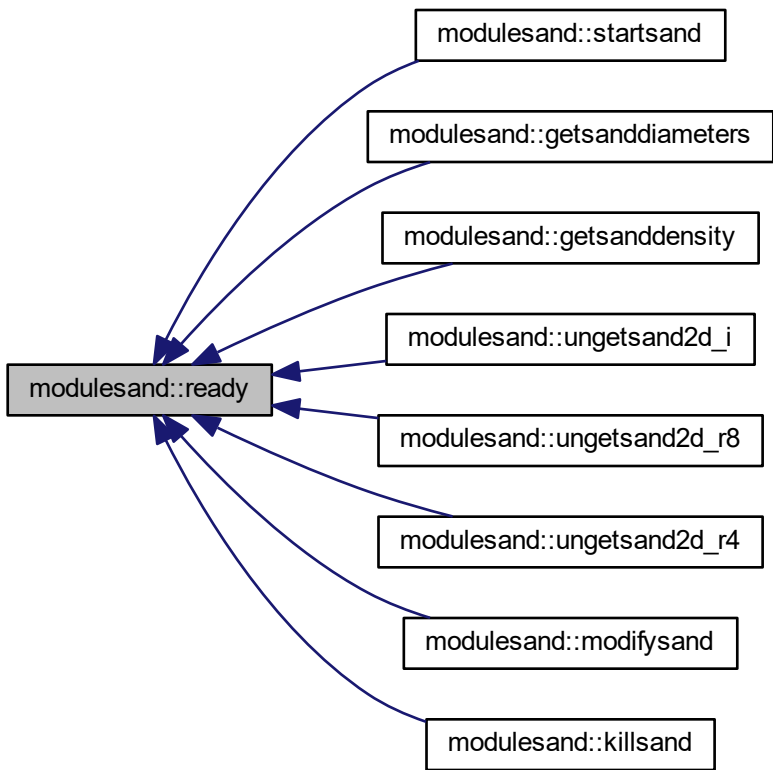 modulesand::startsand
modulesand::getsanddiameters
modulesand::getsanddensity
modulesand::ungetsand2d_i
modulesand::ready
modulesand::ungetsand2d_r8
modulesand::ungetsand2d_r4
modulesand::modifysand
modulesand::killsand